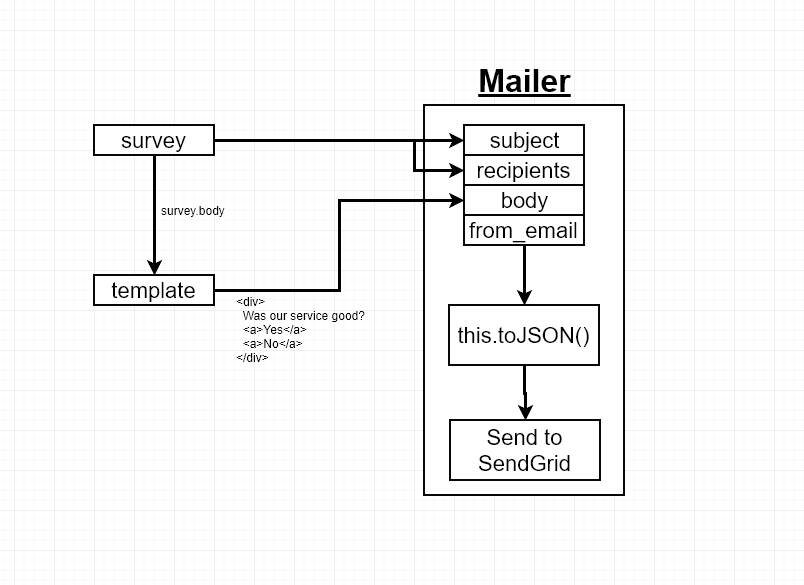 Mailer
survey
subject
recipients
survey.body
body
from_email
template
<div>
Was our service good?
<a>Yes</a>
<a>No</a>
</div>
this.toJSON()
Send to
SendGrid